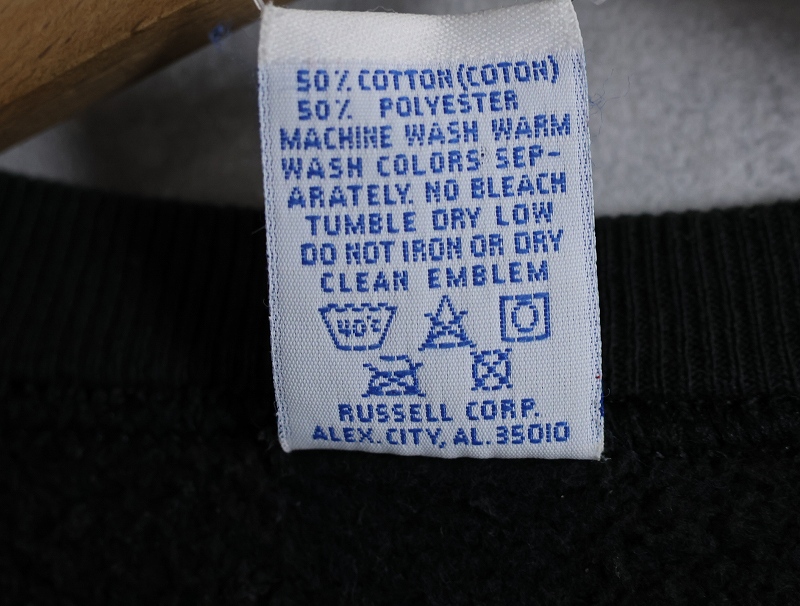 50% COTTON (COTON)
50% POLYESTER
MACHINE WASH WARM
WASH COLORS SEP-
ARATELY. NO BLEACH
TUMBLE DRY LOW
DO NOT IRON OR DRY
CLEAN EMBLEM
40°C
RUSSELL CORP.
ALEX. CITY, AL. 35010